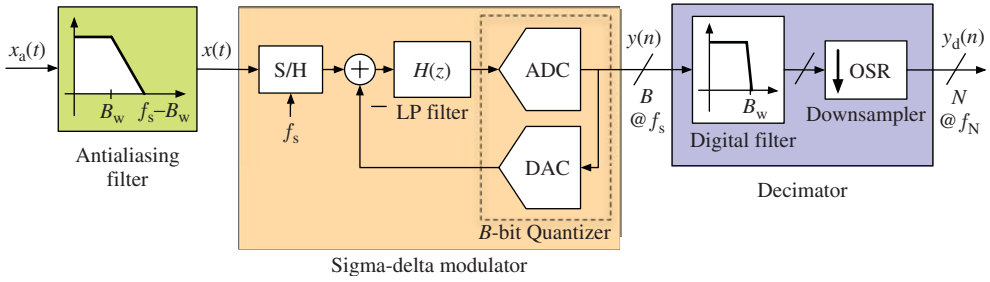 xa(t)
Bw
fs−Bw
Antialiasing
filter
x(t)
S/H
fs
+
−
H(z)
LP filter
ADC
DAC
B-bit Quantizer
Sigma-delta modulator
y(n)
B
@ fs
Bw
Digital filter
OSR
Downsampler
Decimator
yd(n)
N
@ fN